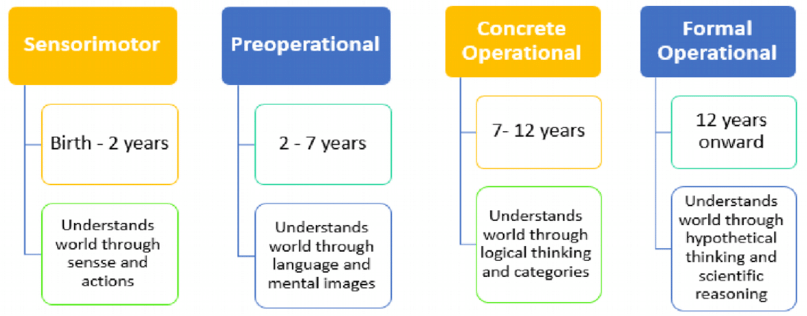 Sensorimotor
Birth - 2 years
Understands
world through
sensse and
actions
Preoperational
2 - 7 years
Understands
world through
language and
mental images
Concrete
Operational
7- 12 years
Understands
world through
logical thinking
and categories
Formal
Operational
12 years
onward
Understands
world through
hypothetical
thinking and
scientific
reasoning